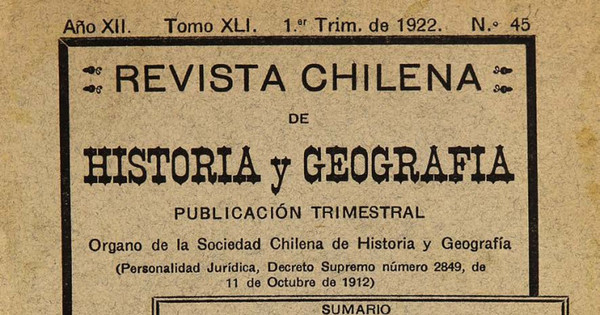 Año XII. Tomo XLI. 1.er Trim. de 1922. N.º 45
REVISTA CHILENA
DE
HISTORIA y GEOGRAFIA
PUBLICACIÓN TRIMESTRAL
Organo de la Sociedad Chilena de Historia y Geografía
(Personalidad Jurídica, Decreto Supremo número 2849, de
11 de Octubre de 1912)
SUMARIO